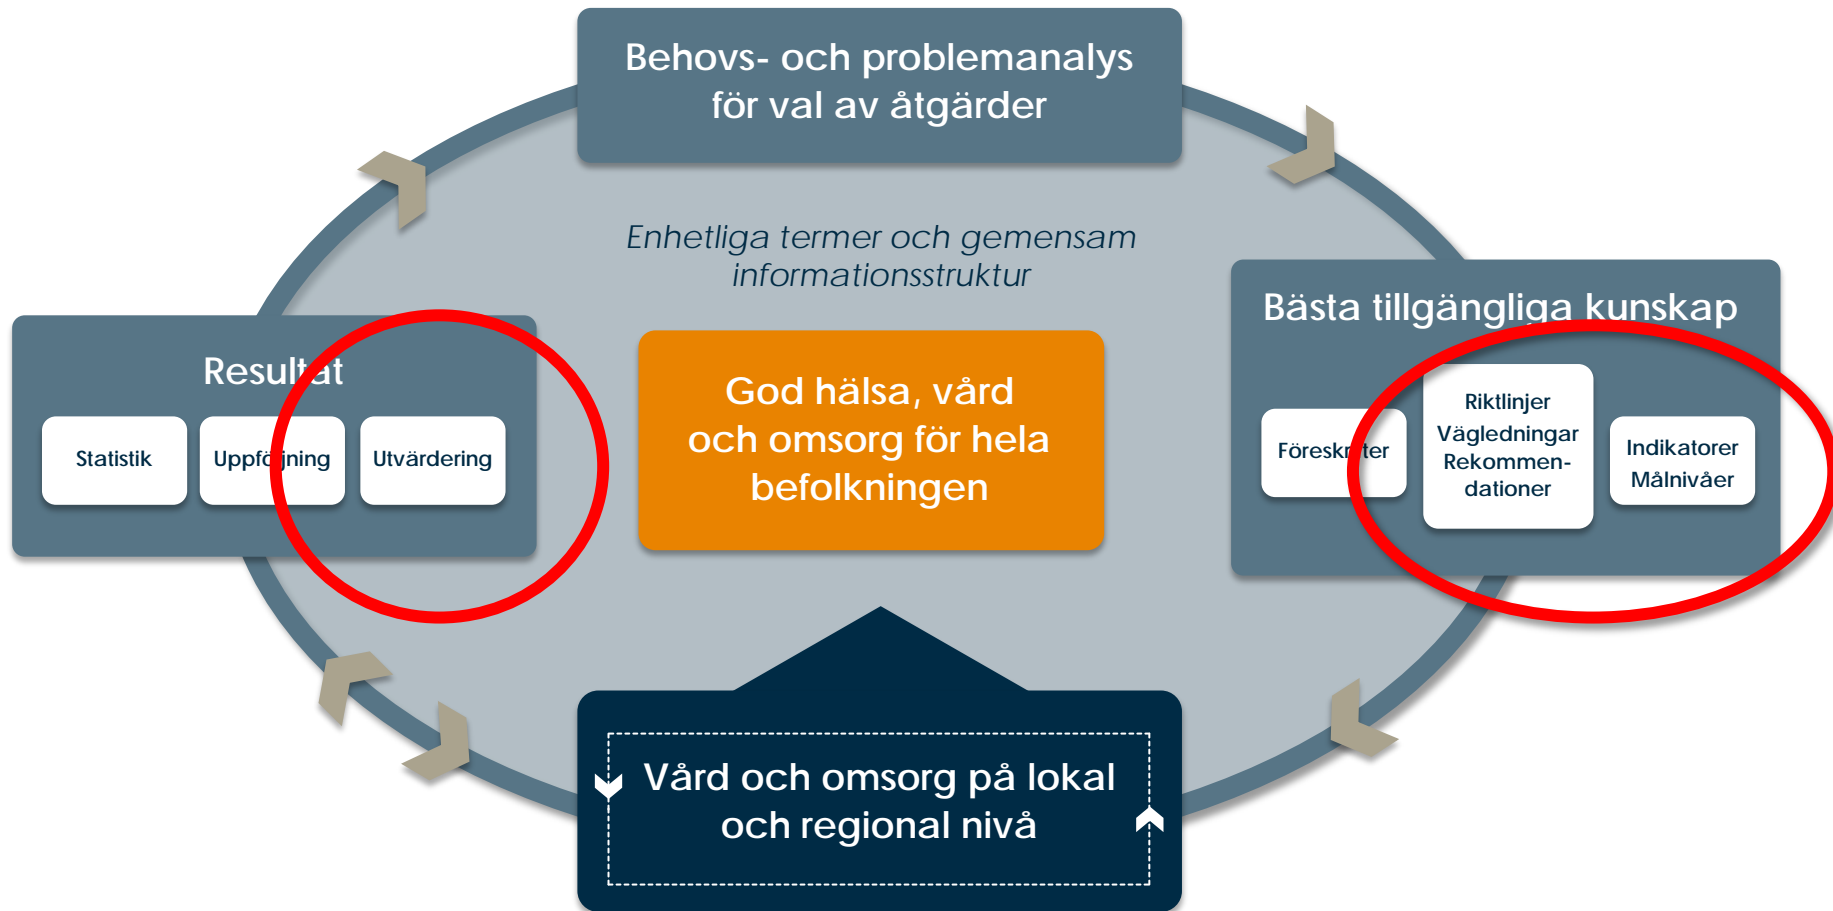 Behovs- och problemanalys
för val av åtgärder
Enhetliga termer och gemensam
informationsstruktur
Resultat
Statistik
Uppföljning
Utvärdering
God hälsa, vård
och omsorg för hela
befolkningen
Bästa tillgängliga kunskap
Föreskrifter
Riktlinjer
Vägledningar
Rekommen-
dationer
Indikatorer
Målnivåer
Vård och omsorg på lokal
och regional nivå